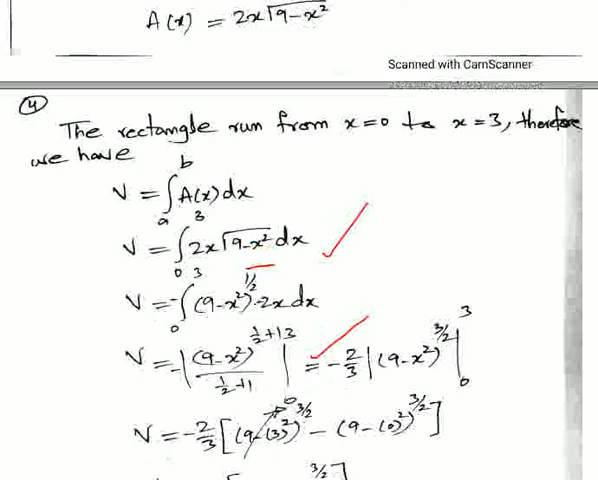 A(x) = 2x√9-x²
Scanned with CamScanner
④
The rectangle run from x=0 to x=3, therefore
we have
V = ∫ₐᵇ A(x)dx
V = ∫₀³ 2x√9-x² dx
V = -∫₀³ (9-x²)^1/2 -2x dx
V = -|(9-x²)^1/2+1 / 1/2+1|³ = -2/3 |(9-x²)^3/2|₀³
V = -2/3 [(9-(3)²)^3/2 - (9-(0)²)^3/2]
3/2]